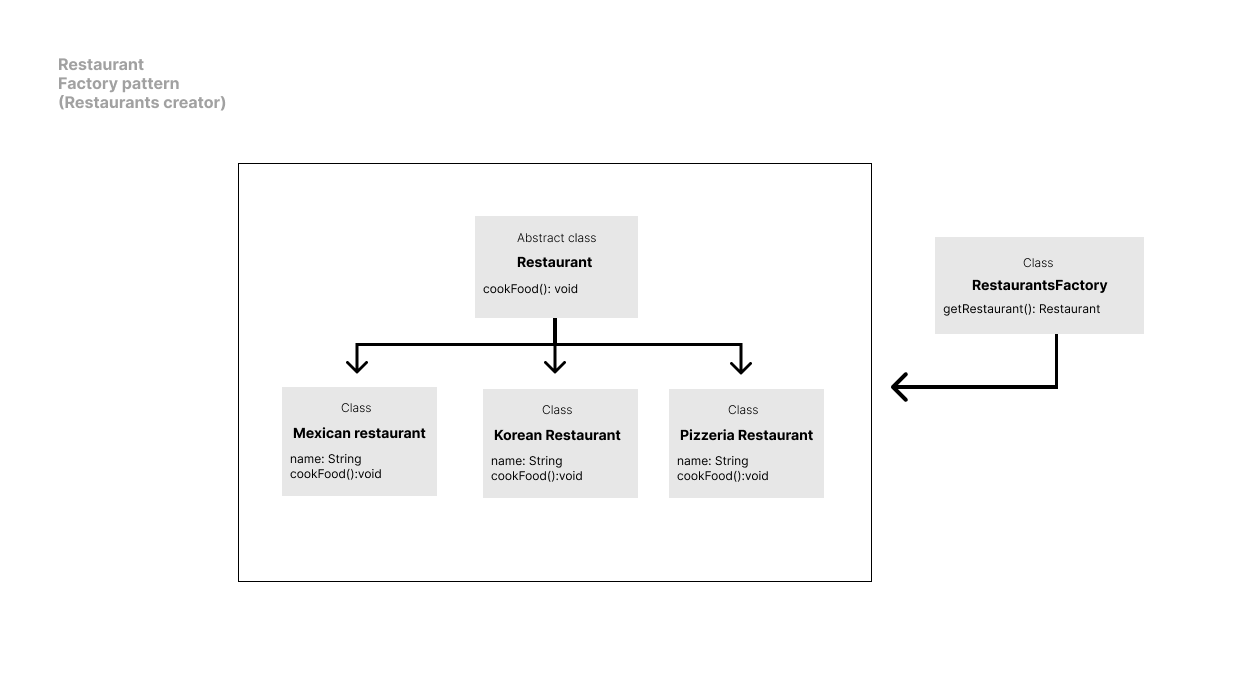 Restaurant
Factory pattern
(Restaurants creator)
Abstract class
Restaurant
cookFood(): void
Class
RestaurantsFactory
getRestaurant(): Restaurant
Class
Mexican restaurant
name: String
cookFood():void
Class
Korean Restaurant
name: String
cookFood():void
Class
Pizzeria Restaurant
name: String
cookFood():void